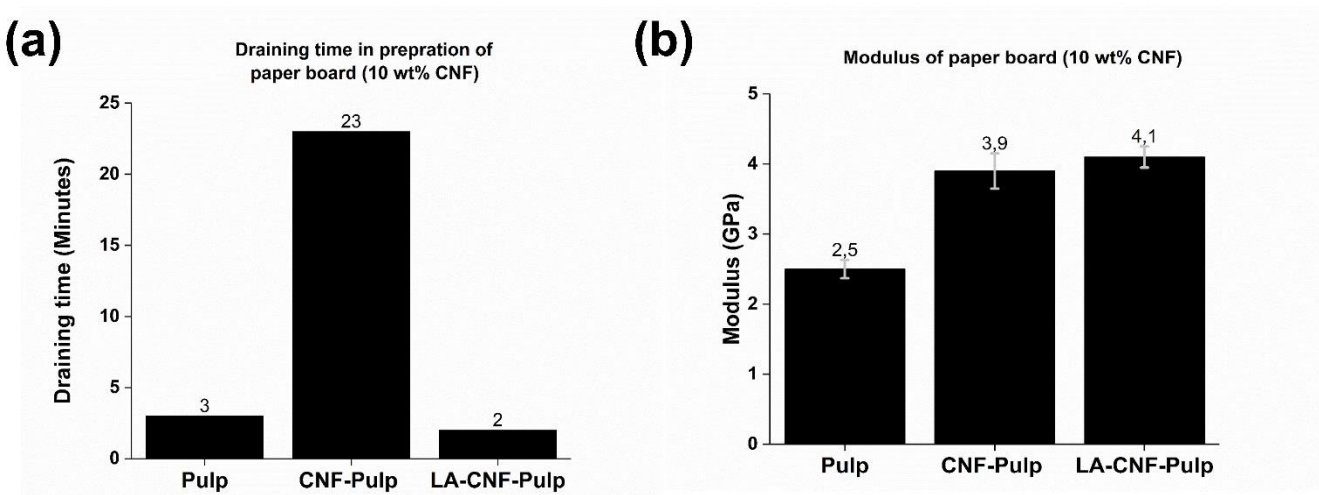 (a)
Draining time in prepration of
paper board (10 wt% CNF)
Draining time (Minutes)
25
20
15
10
5
0
3
23
2
Pulp
CNF-Pulp
LA-CNF-Pulp
(b)
Modulus of paper board (10 wt% CNF)
Modulus (GPa)
5
4
3
2
1
0
2,5
3,9
4,1
Pulp
CNF-Pulp
LA-CNF-Pulp